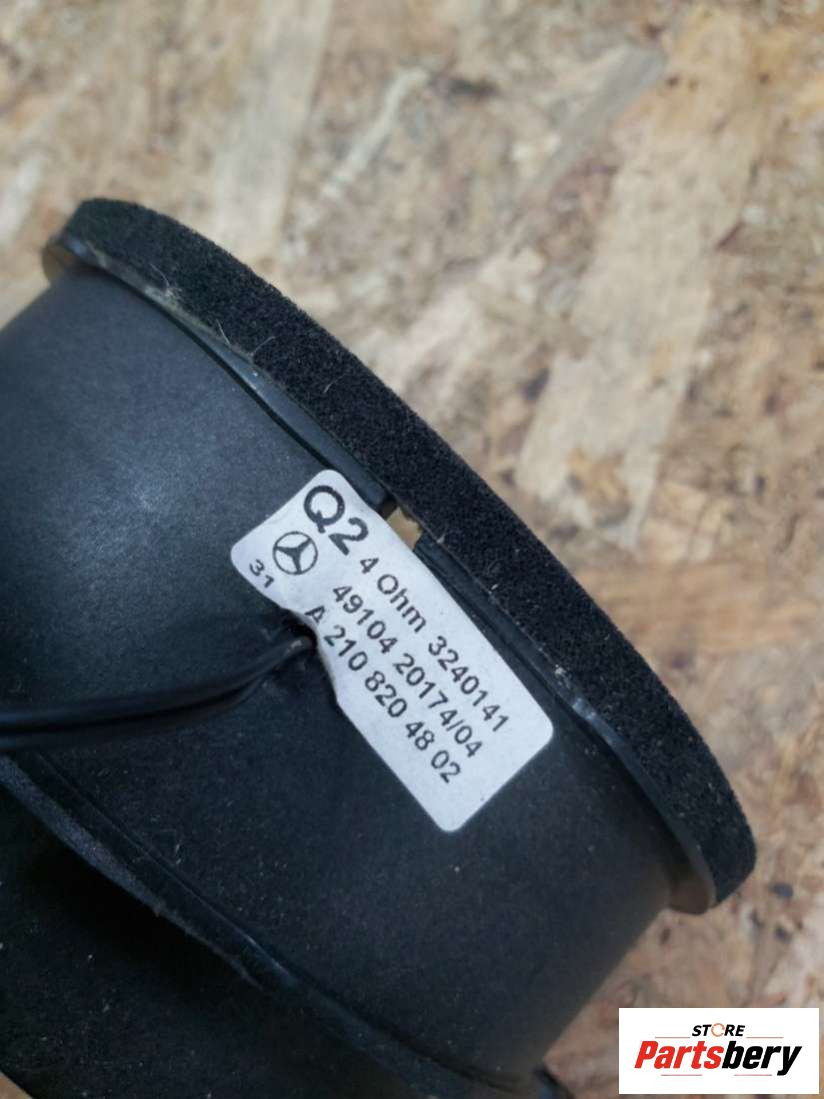 Q2 4 Ohm 3240141
49104 20174/04
31 A 210 820 48 02
STORE
Partsbery